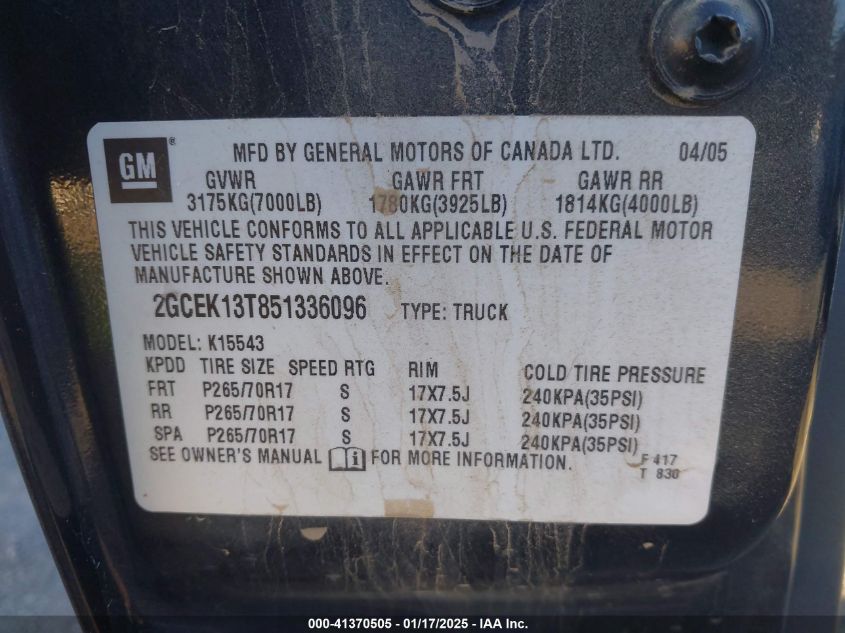 GM ® MFD BY GENERAL MOTORS OF CANADA LTD. 04/05
GVWR GAWR FRT GAWR RR
3175KG(7000LB) 1780KG(3925LB) 1814KG(4000LB)
THIS VEHICLE CONFORMS TO ALL APPLICABLE U.S. FEDERAL MOTOR
VEHICLE SAFETY STANDARDS IN EFFECT ON THE DATE OF
MANUFACTURE SHOWN ABOVE.
2GCEK13T851336096 TYPE: TRUCK
MODEL: K15543
KPDD TIRE SIZE SPEED RTG RIM COLD TIRE PRESSURE
FRT P265/70R17 S 17X7.5J 240KPA(35PSI)
RR P265/70R17 S 17X7.5J 240KPA(35PSI)
SPA P265/70R17 S 17X7.5J 240KPA(35PSI)
SEE OWNER'S MANUAL i FOR MORE INFORMATION. F 417
T 830
000-41370505 - 01/17/2025 - IAA Inc.